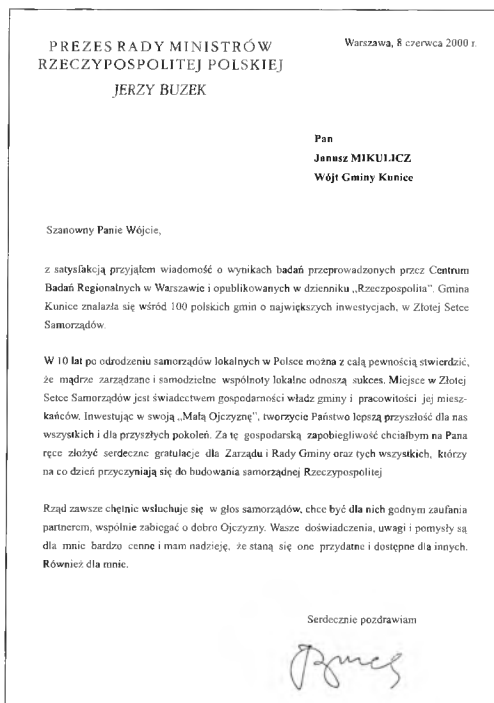 PREZES RADY MINISTRÓW
RZECZYPOSPOLITEJ POLSKIEJ
JERZY BUZEK
Warszawa, 8 czerwca 2000 r.
Pan
Janusz MIKULICZ
Wójt Gminy Kunice
Szanowny Panie Wójcie,
z satysfakcją przyjąłem wiadomość o wynikach badań przeprowadzonych przez Centrum
Badań Regionalnych w Warszawie i opublikowanych w dzienniku „Rzeczpospolita”. Gmina
Kunice znalazła się wśród 100 polskich gmin o największych inwestycjach, w Złotej Setce
Samorządów.
W 10 lat po odrodzeniu samorządów lokalnych w Polsce można z całą pewnością stwierdzić,
że mądrze zarządzane i samodzielne wspólnoty lokalne odnoszą sukces. Miejsce w Złotej
Setce Samorządów jest świadectwem gospodarności władz gminy i pracowitości jej miesz-
kańców. Inwestując w swoją „Małą Ojczyznę”, tworzycie Państwo lepszą przyszłość dla nas
wszystkich i dla przyszłych pokoleń. Za tę gospodarską zapobiegliwość chciałbym na Pana
ręce złożyć serdeczne gratulacje dla Zarządu i Rady Gminy oraz tych wszystkich, którzy
na co dzień przyczyniają się do budowania samorządnej Rzeczypospolitej
Rząd zawsze chętnie wsłuchuje się w głos samorządów, chce być dla nich godnym zaufania
partnerem, wspólnie zabiegać o dobro Ojczyzny. Wasze doświadczenia, uwagi i pomysły są
dla mnie bardzo cenne i mam nadzieję, że staną się one przydatne i dostępne dla innych.
Również dla mnie.
Serdecznie pozdrawiam